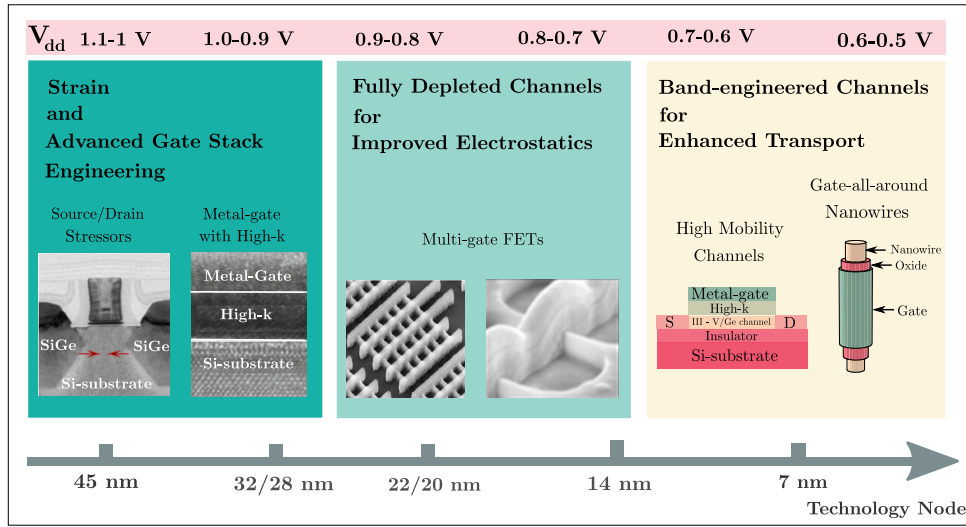 Vdd 1.1-1 V 1.0-0.9 V 0.9-0.8 V 0.8-0.7 V 0.7-0.6 V 0.6-0.5 V
Strain
and
Advanced Gate Stack
Engineering
Source/Drain
Stressors
Metal-gate
with High-k
SiGe
SiGe
Si-substrate
Metal-Gate
High-k
Si-substrate
Fully Depleted Channels
for
Improved Electrostatics
Multi-gate FETs
Band-engineered Channels
for
Enhanced Transport
High Mobility
Channels
Metal-gate
High-k
S III - V/Ge channel D
Insulator
Si-substrate
Gate-all-around
Nanowires
Nanowire
Oxide
Gate
45 nm 32/28 nm 22/20 nm 14 nm 7 nm
Technology Node